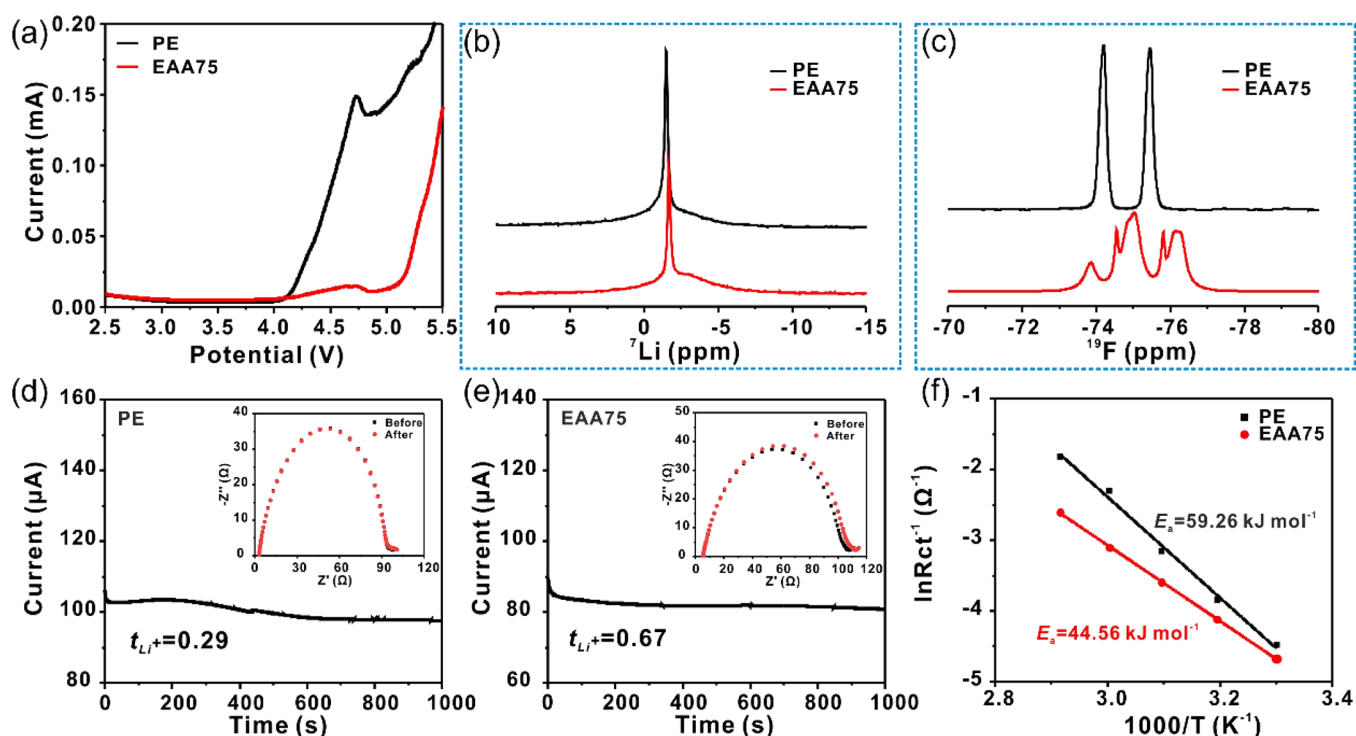 (a)
PE
EAA75
0.20
0.15
0.10
0.05
0.00
Current (mA)
2.5 3.0 3.5 4.0 4.5 5.0 5.5
Potential (V)
(b)
PE
EAA75
10 5 0 -5 -10 -15
⁷Li (ppm)
(c)
PE
EAA75
-70 -72 -74 -76 -78 -80
¹⁹F (ppm)
(d)
PE
160
140
120
100
80
Current (μA)
0 200 400 600 800 1000
Time (s)
tLi⁺=0.29
Before
After
40
30
20
10
0
-Z'' (Ω)
0 30 60 90 120
Z' (Ω)
(e)
EAA75
140
120
100
80
60
Current (μA)
0 200 400 600 800 1000
Time (s)
tLi⁺=0.67
Before
After
50
40
30
20
10
0
-Z'' (Ω)
0 20 40 60 80 100 120
Z' (Ω)
(f)
PE
EAA75
-1
-2
-3
-4
-5
lnRct⁻¹ (Ω⁻¹)
Eₐ=59.26 kJ mol⁻¹
Eₐ=44.56 kJ mol⁻¹
2.8 3.0 3.2 3.4
1000/T (K⁻¹)